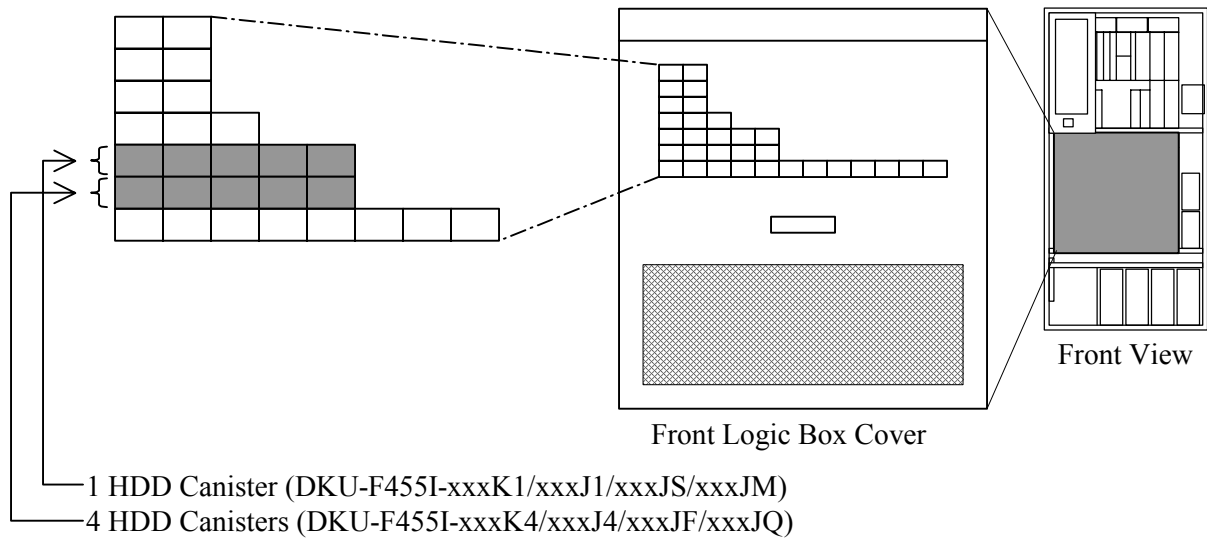 Front View
Front Logic Box Cover
1 HDD Canister (DKU-F455I-xxxK1/xxxJ1/xxxJS/xxxJM)
4 HDD Canisters (DKU-F455I-xxxK4/xxxJ4/xxxJF/xxxJQ)